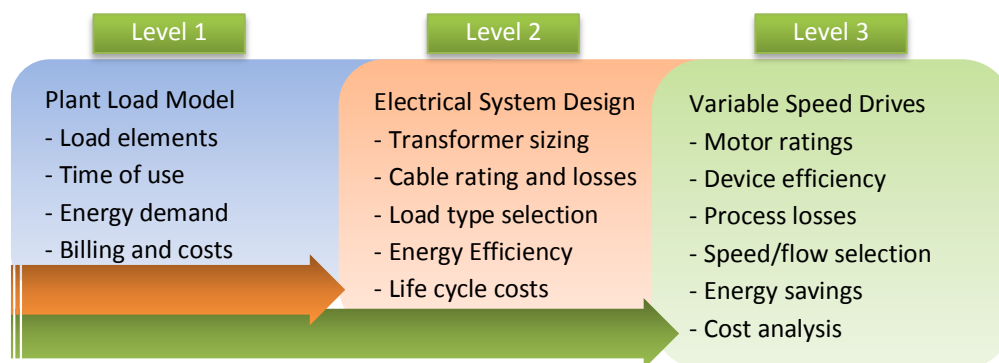 Level 1
Plant Load Model
- Load elements
- Time of use
- Energy demand
- Billing and costs
Level 2
Electrical System Design
- Transformer sizing
- Cable rating and losses
- Load type selection
- Energy Efficiency
- Life cycle costs
Level 3
Variable Speed Drives
- Motor ratings
- Device efficiency
- Process losses
- Speed/flow selection
- Energy savings
- Cost analysis